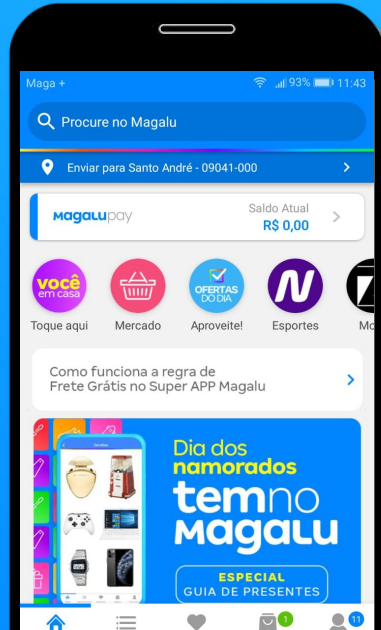 Maga +
93% 11:43
Procure no Magalu
Enviar para Santo André - 09041-000
Magalupay
Saldo Atual
R$ 0,00
você
em casa
OFERTAS
DO DIA
N
Toque aqui
Mercado
Aproveite!
Esportes
Mo
Como funciona a regra de
Frete Grátis no Super APP Magalu
Dia dos
namorados
temno
Magalu
ESPECIAL
GUIA DE PRESENTES
1
11